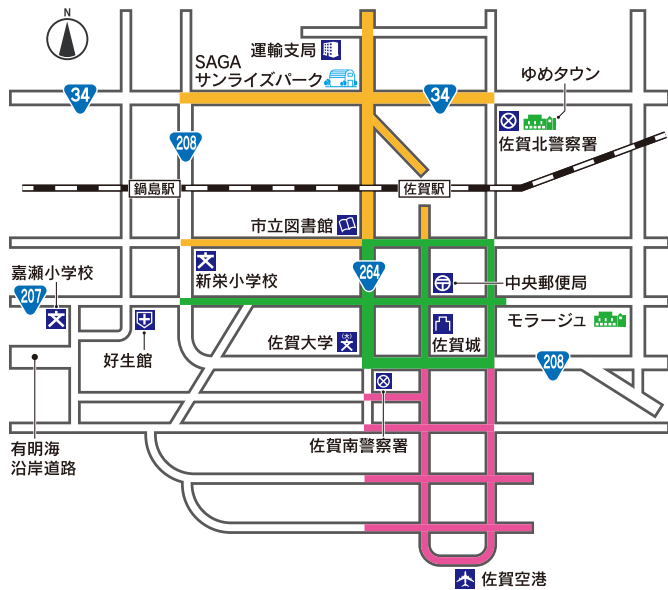 N
運輸支局
SAGA
サンライズパーク
34
34
ゆめタウン
佐賀北警察署
208
鍋島駅
佐賀駅
市立図書館
嘉瀬小学校
新栄小学校
264
中央郵便局
207
モラージュ
好生館
佐賀大学
(大)
文
佐賀城
208
有明海
沿岸道路
佐賀南警察署
佐賀空港